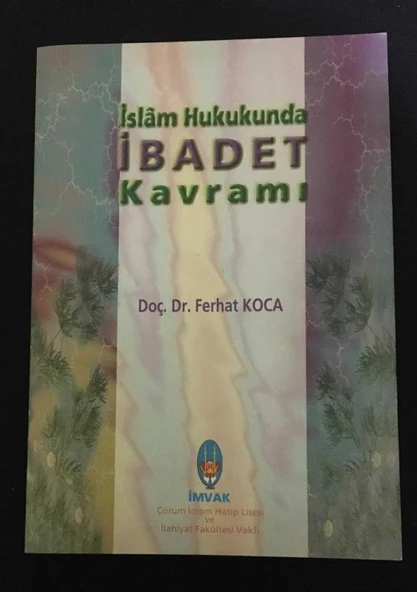 İslâm Hukukunda
İBADET
Kavramı
Doç. Dr. Ferhat KOCA
İMVAK
Çorum İmam Hatip Lisesi
ve
İlahiyat Fakültesi Vakfı